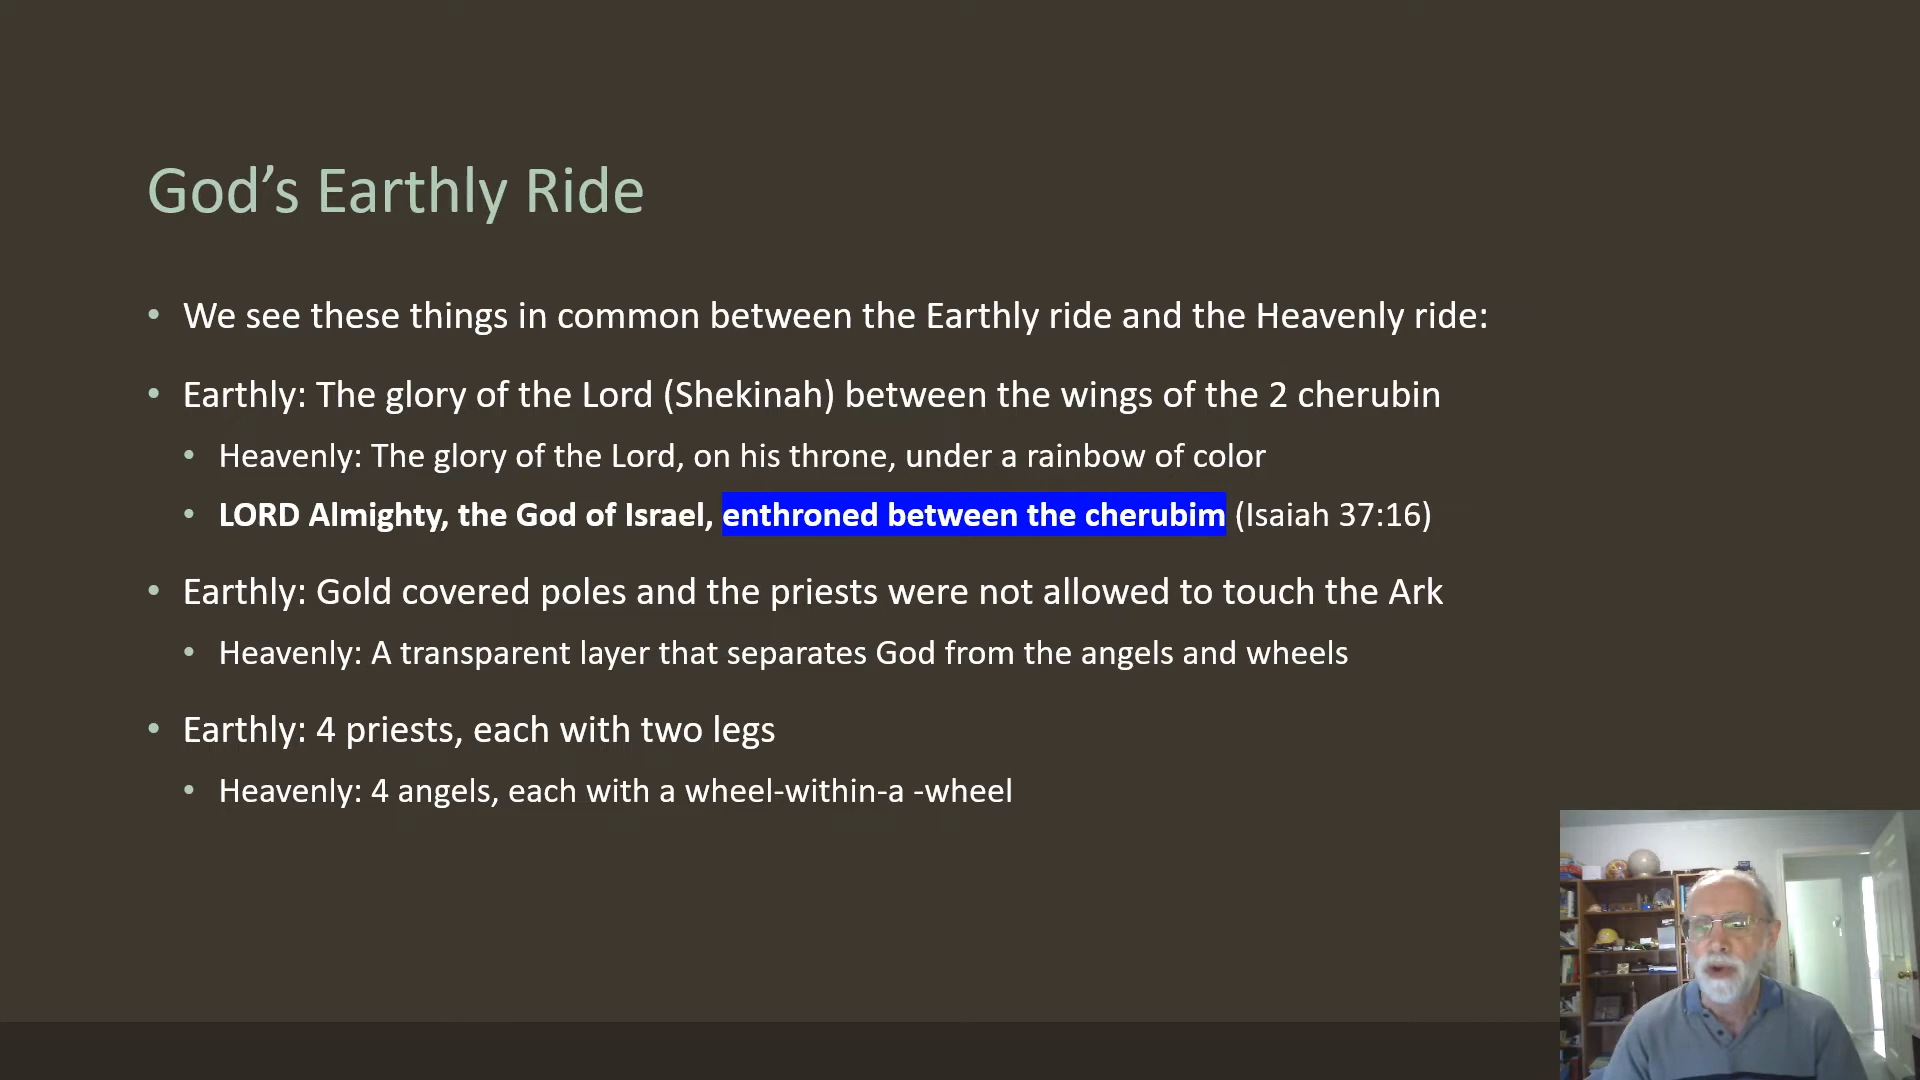 God’s Earthly Ride
• We see these things in common between the Earthly ride and the Heavenly ride:
• Earthly: The glory of the Lord (Shekinah) between the wings of the 2 cherubin
• Heavenly: The glory of the Lord, on his throne, under a rainbow of color
• LORD Almighty, the God of Israel, enthroned between the cherubim (Isaiah 37:16)
• Earthly: Gold covered poles and the priests were not allowed to touch the Ark
• Heavenly: A transparent layer that separates God from the angels and wheels
• Earthly: 4 priests, each with two legs
• Heavenly: 4 angels, each with a wheel-within-a -wheel